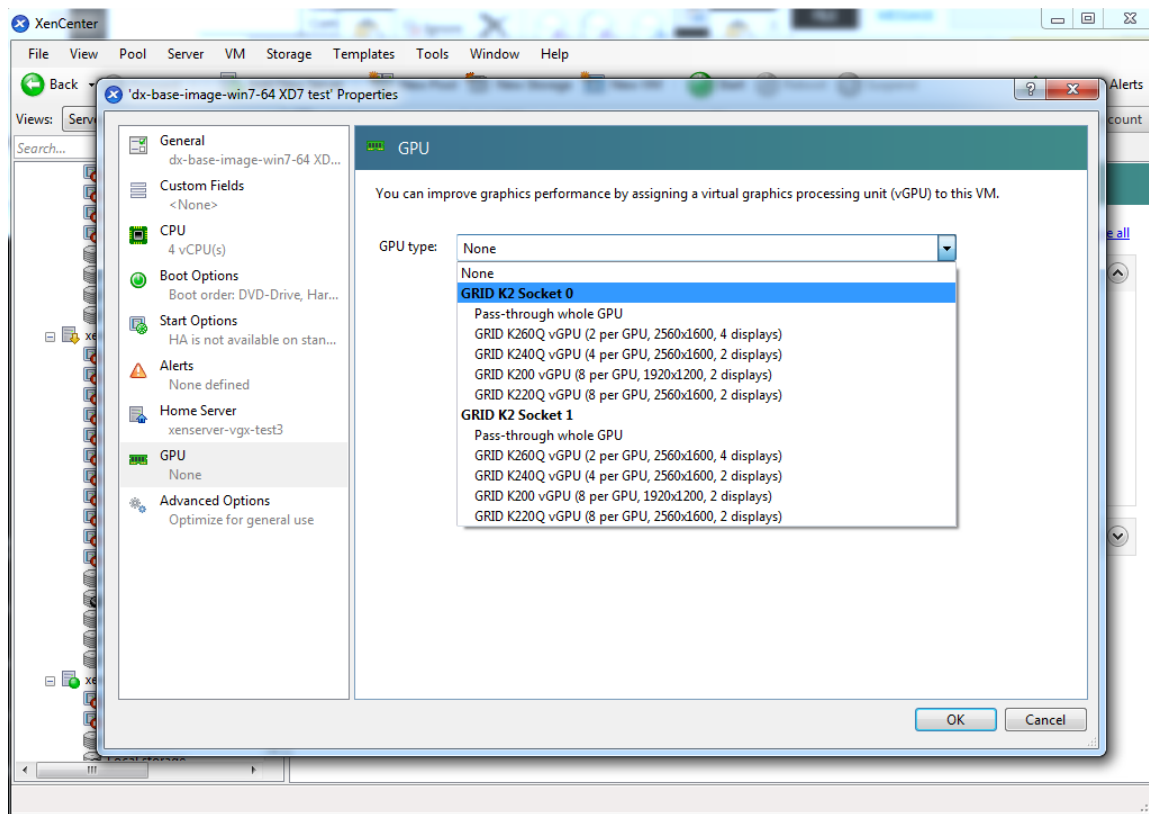 XenCenter
File View Pool Server VM Storage Templates Tools Window Help
Back
Alerts
'dx-base-image-win7-64 XD7 test' Properties
Views: Serv
count
Search...
General
dx-base-image-win7-64 XD...
Custom Fields
<None>
CPU
4 vCPU(s)
Boot Options
Boot order: DVD-Drive, Har...
Start Options
HA is not available on stan...
Alerts
None defined
Home Server
xenserver-vgx-test3
GPU
None
Advanced Options
Optimize for general use
GPU
You can improve graphics performance by assigning a virtual graphics processing unit (vGPU) to this VM.
GPU type: None
None
GRID K2 Socket 0
Pass-through whole GPU
GRID K260Q vGPU (2 per GPU, 2560x1600, 4 displays)
GRID K240Q vGPU (4 per GPU, 2560x1600, 2 displays)
GRID K200 vGPU (8 per GPU, 1920x1200, 2 displays)
GRID K220Q vGPU (8 per GPU, 2560x1600, 2 displays)
GRID K2 Socket 1
Pass-through whole GPU
GRID K260Q vGPU (2 per GPU, 2560x1600, 4 displays)
GRID K240Q vGPU (4 per GPU, 2560x1600, 2 displays)
GRID K200 vGPU (8 per GPU, 1920x1200, 2 displays)
GRID K220Q vGPU (8 per GPU, 2560x1600, 2 displays)
e all
xe
xe
OK Cancel
Local storage